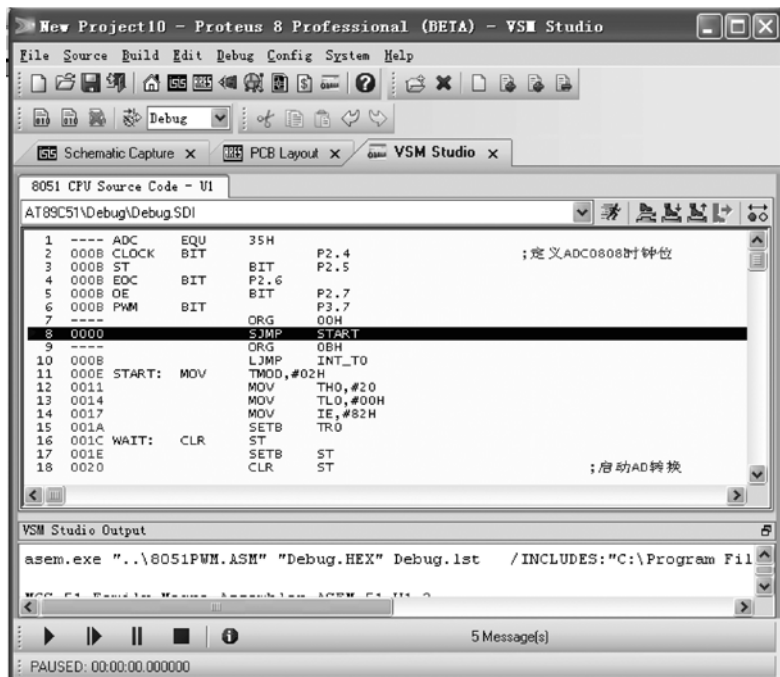 New Project10 - Proteus 8 Professional (BETA) - VSM Studio
File Source Build Edit Debug Config System Help
Debug
Schematic Capture x PCB Layout x VSM Studio x
8051 CPU Source Code - U1
AT89C51\Debug\Debug.SDI
1 ---- ADC EQU 35H
2 000B CLOCK BIT P2.4 ;定义ADC0808时钟位
3 000B ST BIT P2.5
4 000B EOC BIT P2.6
5 000B OE BIT P2.7
6 000B PWM BIT P3.7
7 ---- ORG 00H
8 0000 SJMP START
9 ---- ORG 0BH
10 000B LJMP INT_T0
11 000E START: MOV TMOD,#02H
12 0011 MOV TH0,#20
13 0014 MOV TL0,#00H
14 0017 MOV IE,#82H
15 001A SETB TR0
16 001C WAIT: CLR ST
17 001E SETB ST
18 0020 CLR ST ;启动AD转换
VSM Studio Output
asem.exe "..\8051PWM.ASM" "Debug.HEX" Debug.lst /INCLUDES:"C:\Program Fil
5 Message(s)
PAUSED: 00:00:00.000000